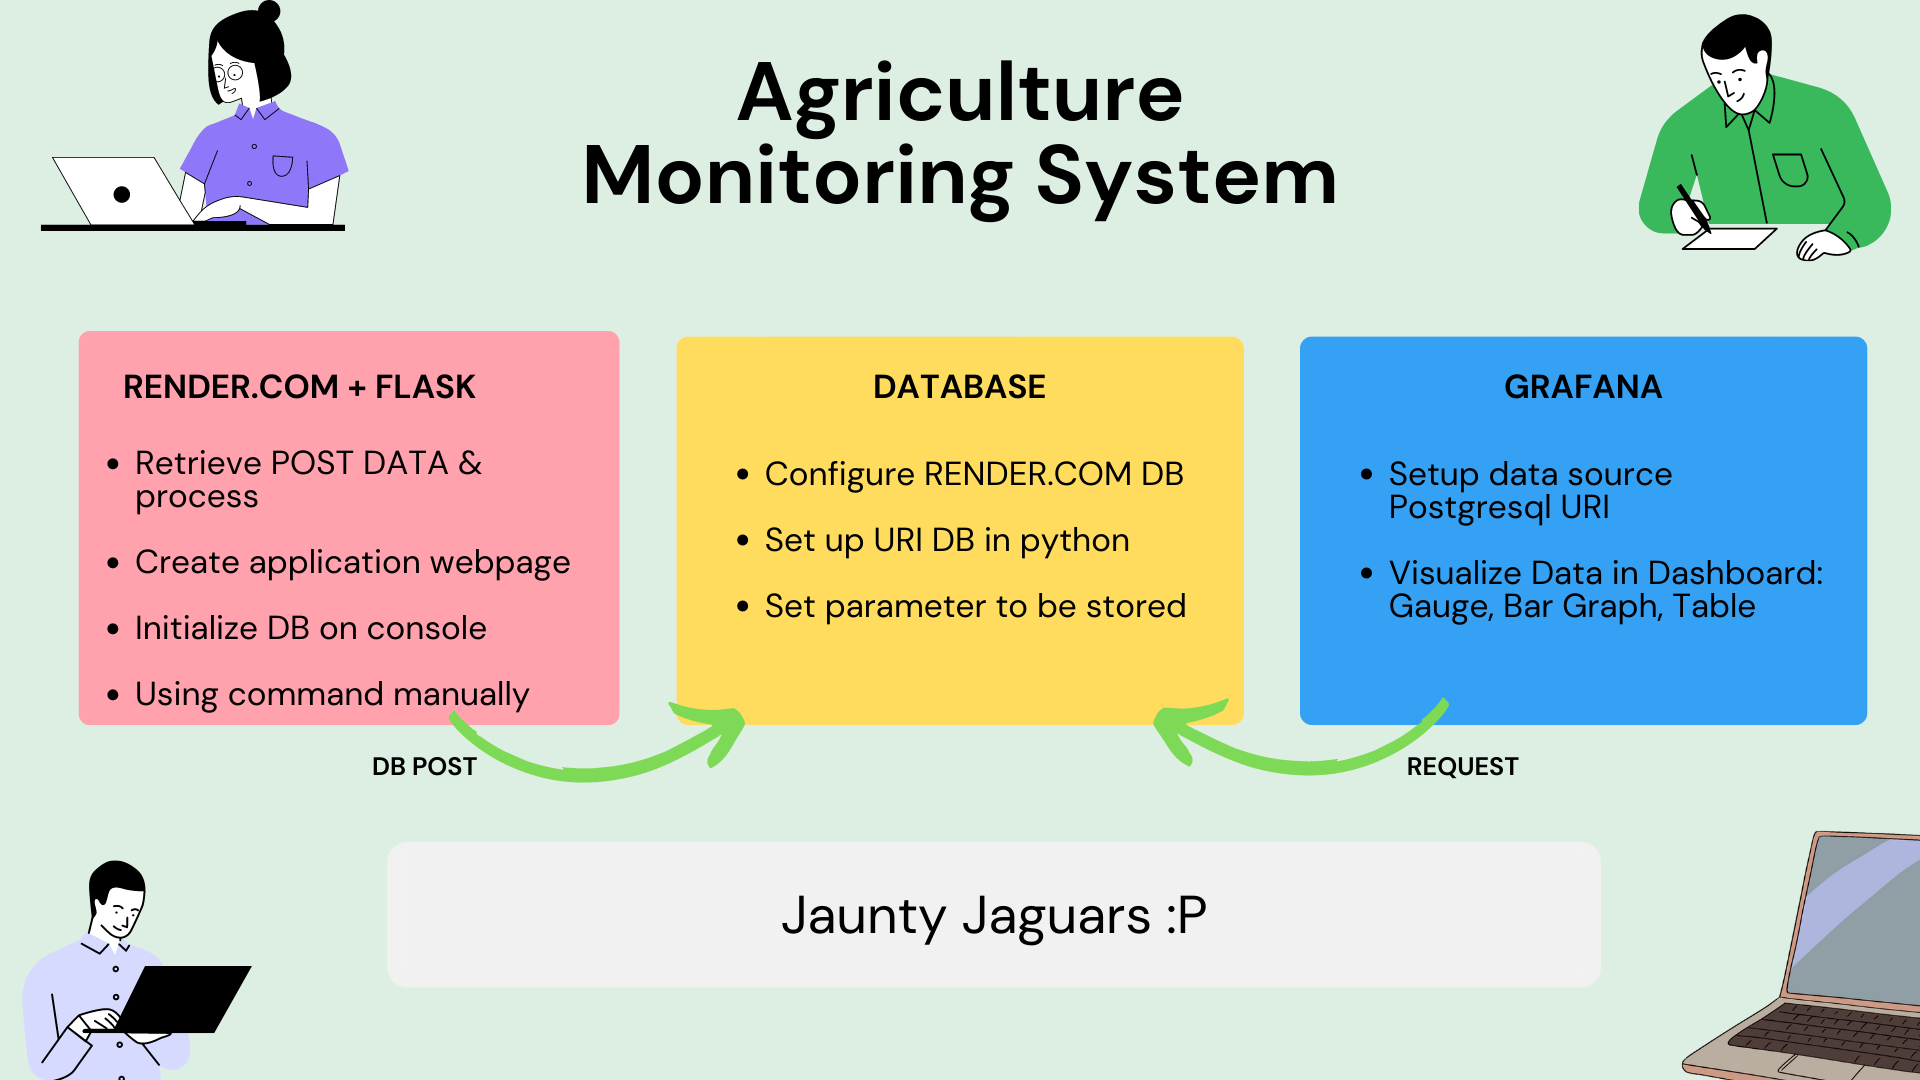 Agriculture
Monitoring System
RENDER.COM + FLASK
• Retrieve POST DATA &
process
• Create application webpage
• Initialize DB on console
• Using command manually
DATABASE
• Configure RENDER.COM DB
• Set up URI DB in python
• Set parameter to be stored
GRAFANA
• Setup data source
Postgresql URI
• Visualize Data in Dashboard:
Gauge, Bar Graph, Table
DB POST
REQUEST
Jaunty Jaguars :P